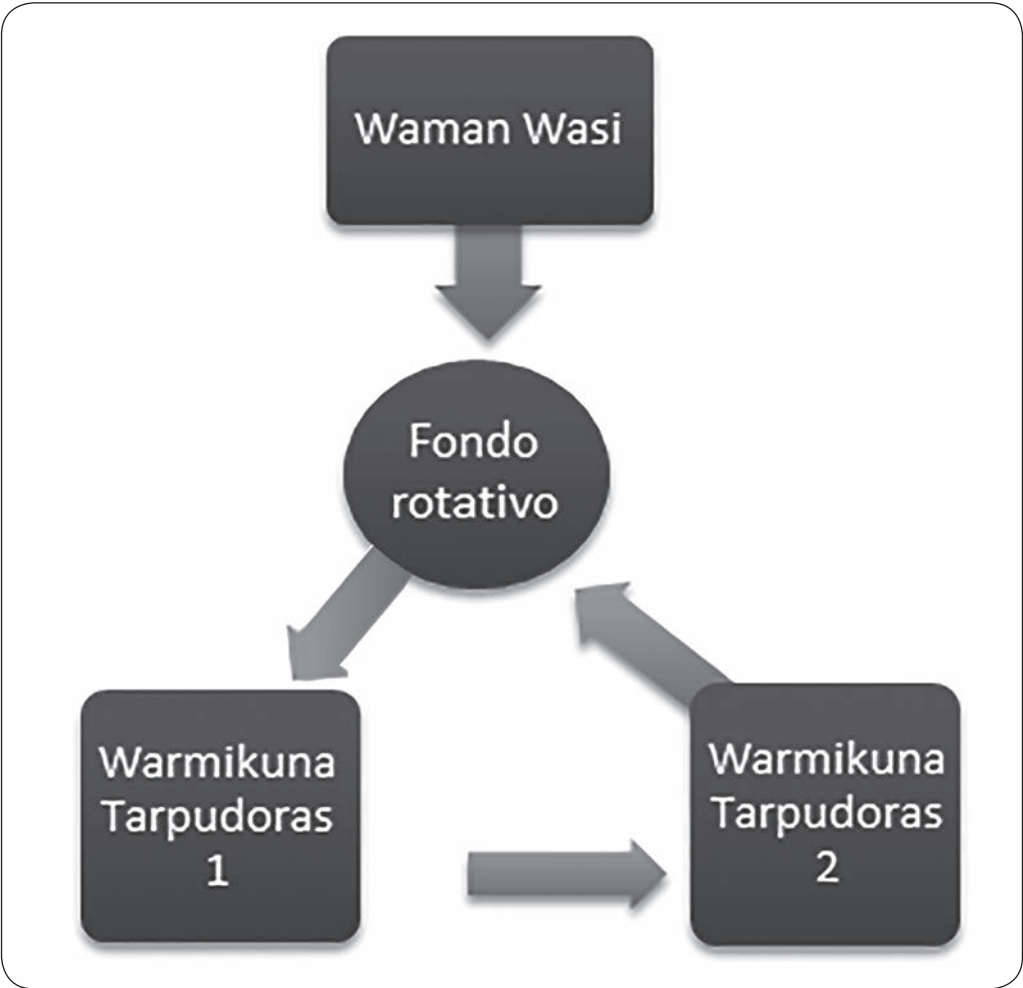 Waman Wasi
Fondo
rotativo
Warmikuna
Tarpudoras
1
Warmikuna
Tarpudoras
2